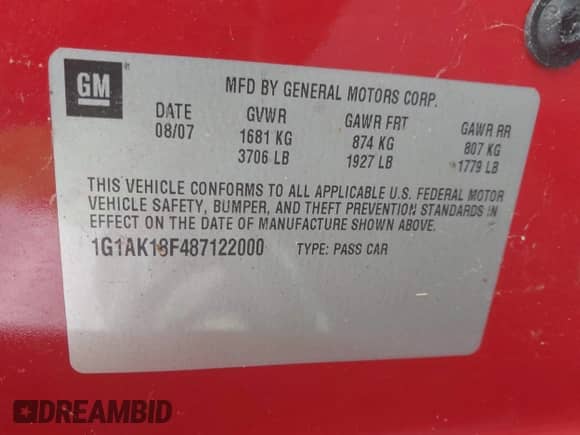 GM
®
MFD BY GENERAL MOTORS CORP.
DATE GVWR GAWR FRT GAWR RR
08/07 1681 KG 874 KG 807 KG
3706 LB 1927 LB 1779 LB
THIS VEHICLE CONFORMS TO ALL APPLICABLE U.S. FEDERAL MOTOR
VEHICLE SAFETY, BUMPER, AND THEFT PREVENTION STANDARDS IN
EFFECT ON THE DATE OF MANUFACTURE SHOWN ABOVE.
1G1AK18F487122000 TYPE: PASS CAR
DREAMBID